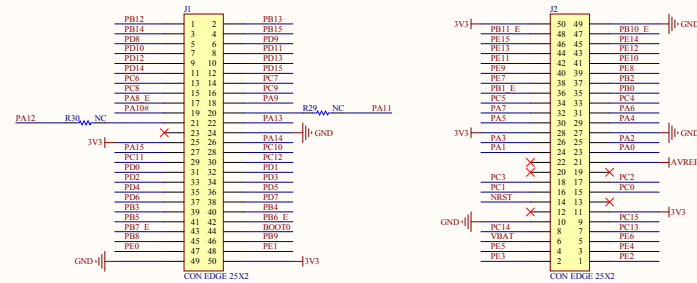 J1
PB12 1 2 PB13
PB14 3 4 PB15
PD8 5 6 PD9
PD10 7 8 PD11
PD12 9 10 PD13
PD14 11 12 PD15
PC6 13 14 PC7
PC8 15 16 PC9
PA8_E 17 18 PA9
PA10# 19 20 R29 NC PA11
PA12 R30 NC 21 22 PA13
23 24 GND
3V3 25 26 PA14
PA15 27 28 PC10
PC11 29 30 PC12
PD0 31 32 PD1
PD2 33 34 PD3
PD4 35 36 PD5
PD6 37 38 PD7
PB3 39 40 PB4
PB5 41 42 PB6_E
PB7_E 43 44 BOOT0
PB8 45 46 PB9
PE0 47 48 PE1
GND 49 50 3V3
CON EDGE 25X2
J2
3V3 50 49 GND
PB11_E 48 47 PB10_E
PE15 46 45 PE14
PE13 44 43 PE12
PE11 42 41 PE10
PE9 40 39 PE8
PE7 38 37 PB2
PB1_E 36 35 PB0
PC5 34 33 PC4
PA7 32 31 PA6
PA5 30 29 PA4
3V3 28 27 GND
PA3 26 25 PA2
PA1 24 23 PA0
22 21 AVREF
20 19
PC3 18 17 PC2
PC1 16 15 PC0
NRST 14 13
12 11 3V3
GND 10 9 PC15
PC14 8 7 PC13
VBAT 6 5 PE6
PE5 4 3 PE4
PE3 2 1 PE2
CON EDGE 25X2